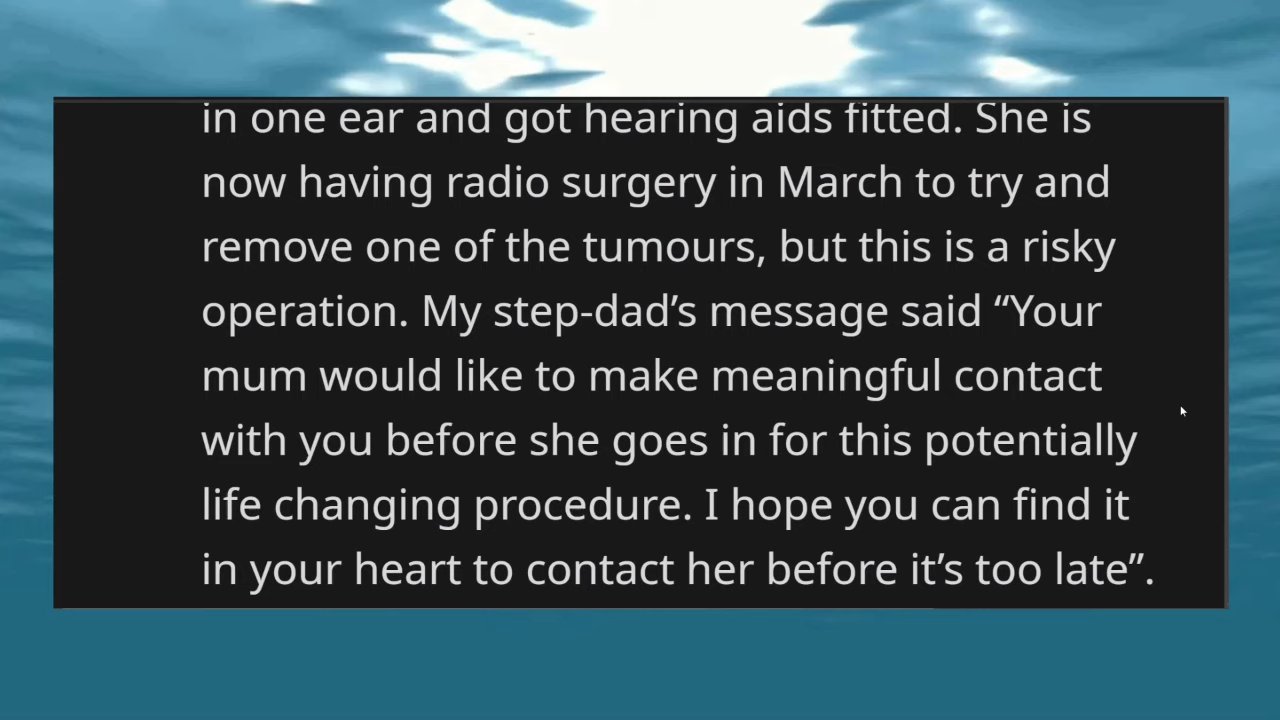 in one ear and got hearing aids fitted. She is
now having radio surgery in March to try and
remove one of the tumours, but this is a risky
operation. My step-dad’s message said “Your
mum would like to make meaningful contact
with you before she goes in for this potentially
life changing procedure. I hope you can find it
in your heart to contact her before it’s too late”.